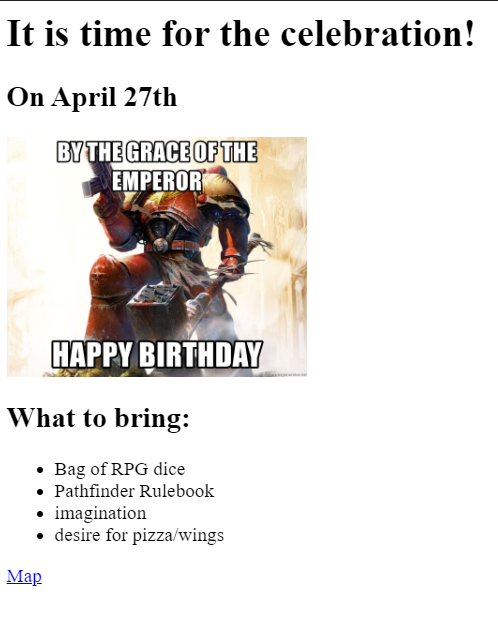 It is time for the celebration!
On April 27th
BY THE GRACE OF THE
EMPEROR
HAPPY BIRTHDAY
What to bring:
Bag of RPG dice
Pathfinder Rulebook
imagination
desire for pizza/wings
Map